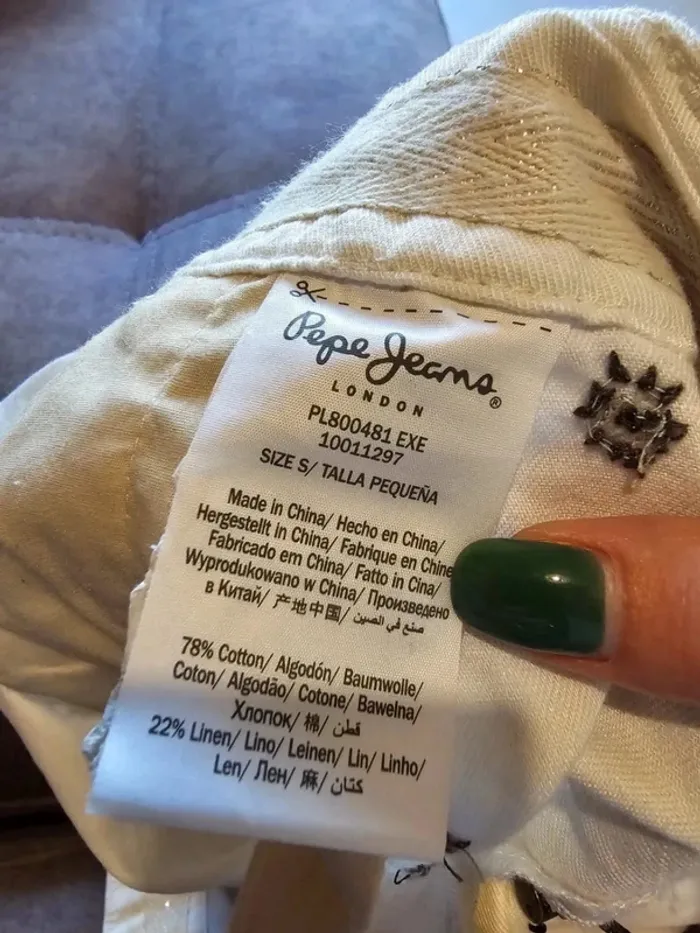 Pepe Jeans®
LONDON
PL800481 EXE
10011297
SIZE S/ TALLA PEQUEÑA
Made in China/ Hecho en China/
Hergestellt in China/ Fabrique en Chine
Fabricado em China/ Fatto in Cina/
Wyprodukowano w China/ Произведено
в Китай/ 产地中国/ صنع في الصين
78% Cotton/ Algodón/ Baumwolle/
Coton/ Algodão/ Cotone/ Bawelna/
Хлопок/ 棉/ قطن
22% Linen/ Lino/ Leinen/ Lin/ Linho/
Len/ Лен/ 麻/ كتان